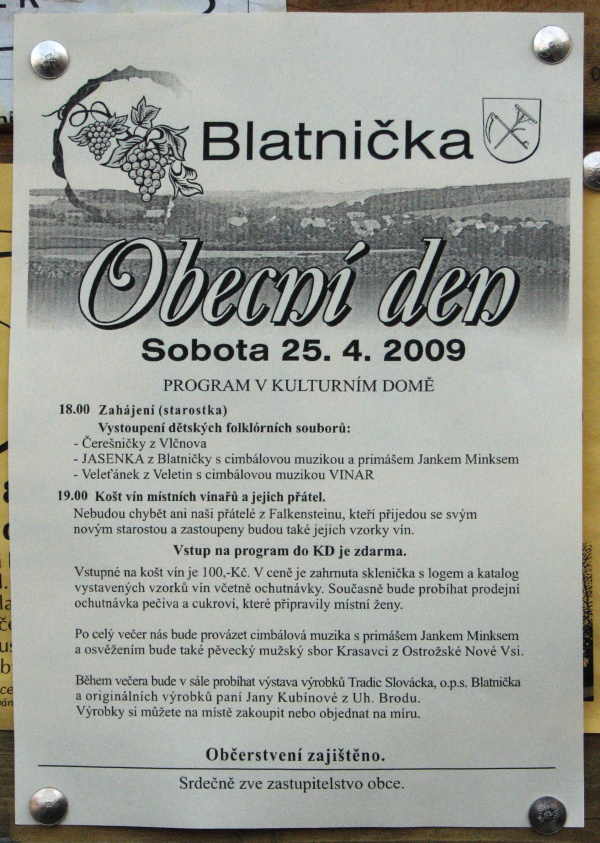 Blatnička
Obecní den
Sobota 25. 4. 2009
PROGRAM V KULTURNÍM DOMĚ
18.00 Zahájení (starostka)
Vystoupení dětských folklórních souborů:
- Čerešničky z Vlčnova
- JASENKA z Blatničky s cimbálovou muzikou a primášem Jankem Minksem
- Veleťánek z Veletin s cimbálovou muzikou VINAR
19.00 Košt vín místních vinařů a jejich přátel.
Nebudou chybět ani naši přátelé z Falkensteinu, kteří přijedou se svým
novým starostou a zastoupeny budou také jejich vzorky vín.
Vstup na program do KD je zdarma.
Vstupné na košt vín je 100,-Kč. V ceně je zahrnuta sklenička s logem a katalog
vystavených vzorků vín včetně ochutnávky. Současně bude probíhat prodejní
ochutnávka pečiva a cukroví, které připravily místní ženy.
Po celý večer nás bude provázet cimbálová muzika s primášem Jankem Minksem
a osvěžením bude také pěvecký mužský sbor Krasavci z Ostrožské Nové Vsi.
Během večera bude v sále probíhat výstava výrobků Tradic Slovácka, o.p.s. Blatnička
a originálních výrobků paní Jany Kubínové z Uh. Brodu.
Výrobky si můžete na místě zakoupit nebo objednat na míru.
Občerstvení zajištěno.
Srdečně zve zastupitelstvo obce.